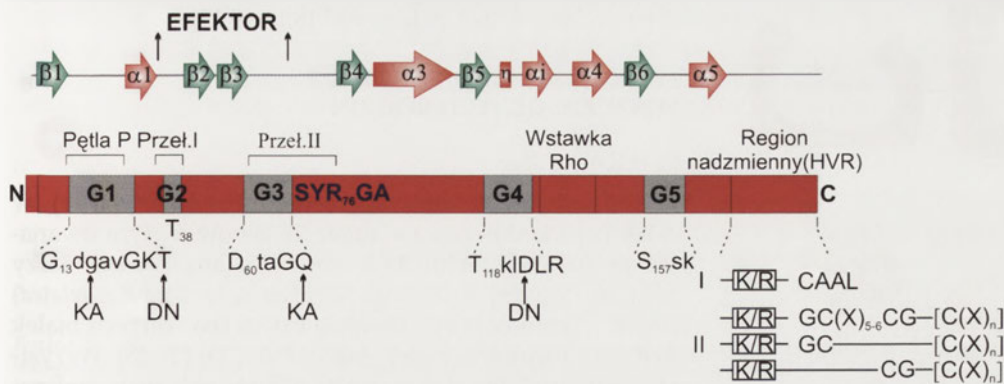 EFEKTOR
β1 α1 β2 β3 β4 α3 β5 η αi α4 β6 α5
Pętla P Przeł.I Przeł.II Wstawka Rho Region nadzmienny(HVR)
N G1 G2 G3 SYR₇₆GA G4 G5 C
T₃₈
G₁₃dgavGKT D₆₀taGQ T₁₁₈klDLR S₁₅₇sk
KA DN KA DN
I K/R CAAL
K/R GC(X)₅₋₆CG [C(X)ₙ]
II K/R GC [C(X)ₙ]
K/R CG [C(X)ₙ]